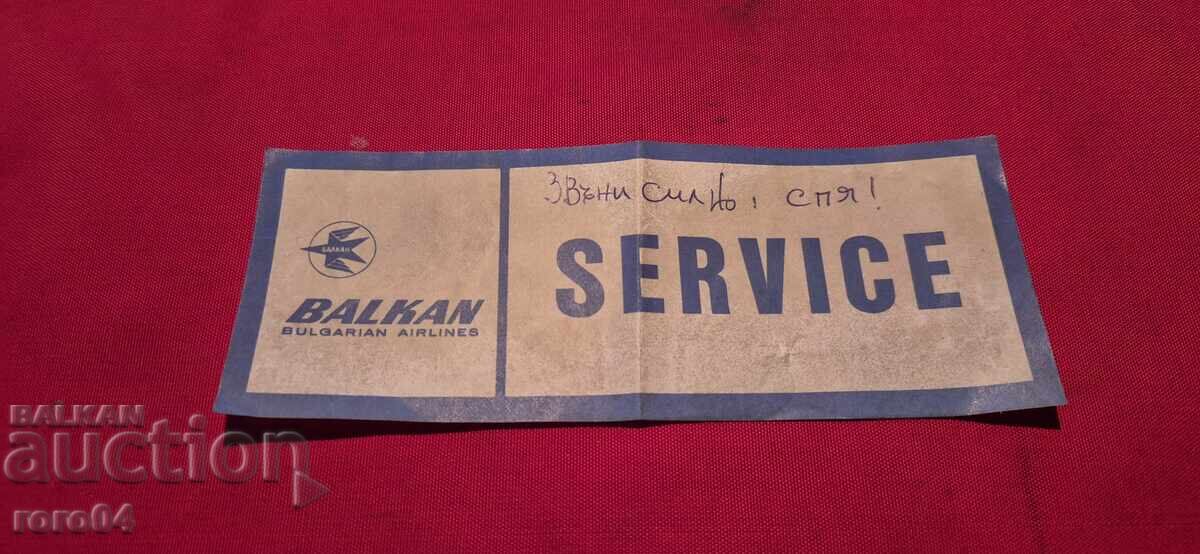 Звъни силно, спя!
SERVICE
БАЛКАН
BALKAN
BULGARIAN AIRLINES
BALKAN
auction
roro04